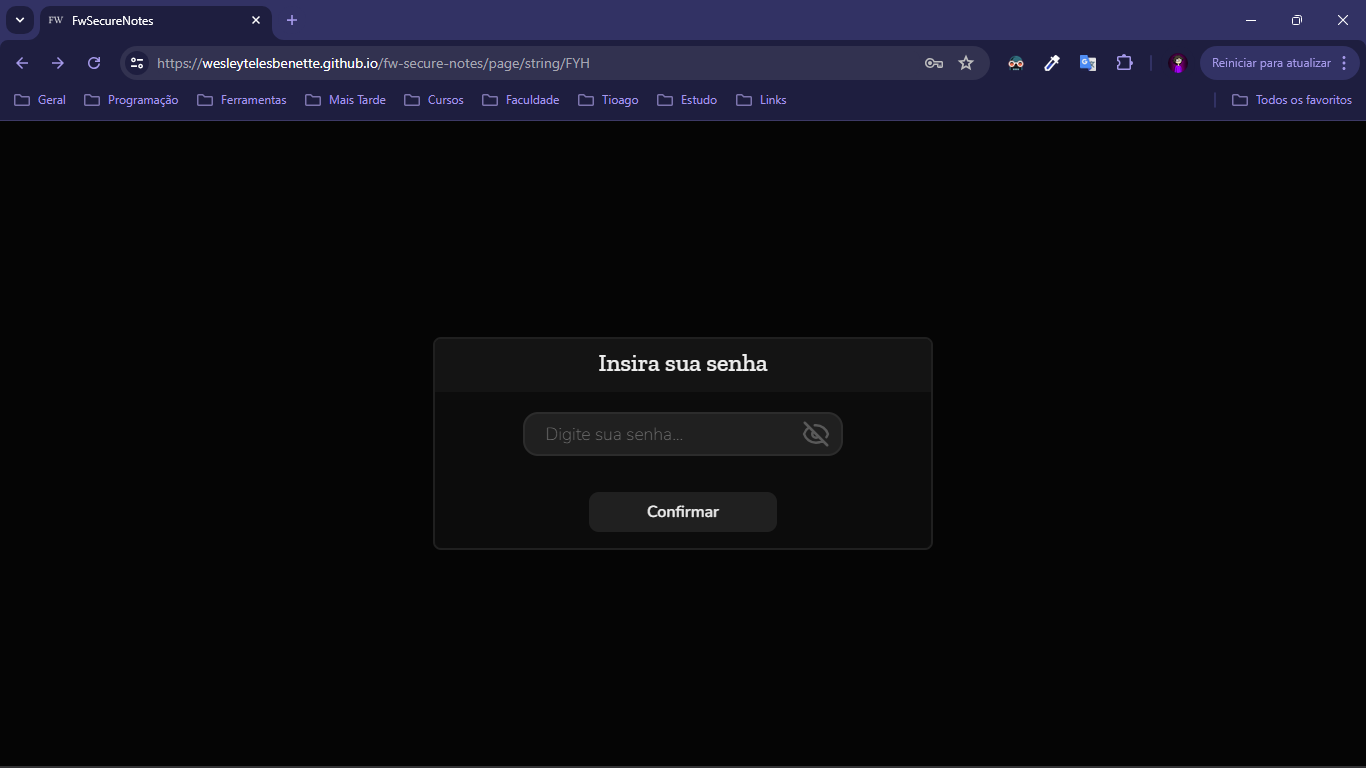 FW FwSecureNotes
https://wesleytelesbenette.github.io/fw-secure-notes/page/string/FYH
Reiniciar para atualizar
Geral Programação Ferramentas Mais Tarde Cursos Faculdade Tioago Estudo Links Todos os favoritos
Insira sua senha
Digite sua senha...
Confirmar